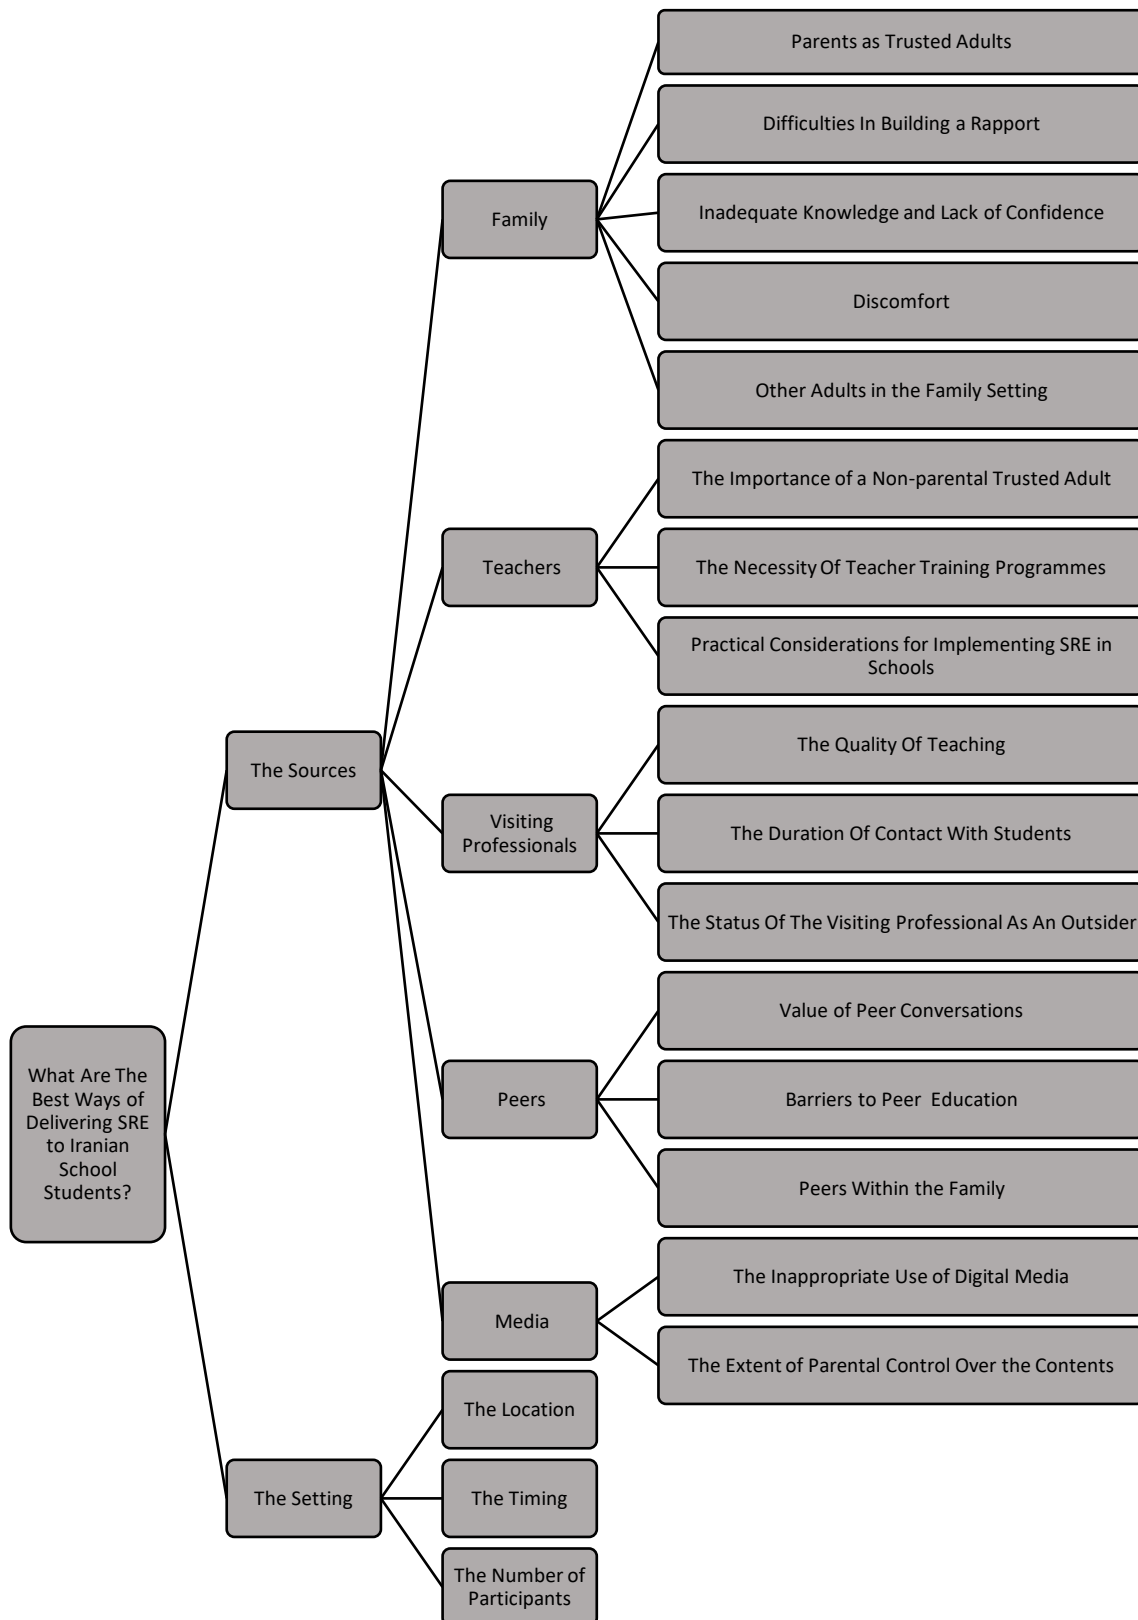 What Are The
Best Ways of
Delivering SRE
to Iranian
School
Students?
The Sources
Family
Parents as Trusted Adults
Difficulties In Building a Rapport
Inadequate Knowledge and Lack of Confidence
Discomfort
Other Adults in the Family Setting
Teachers
The Importance of a Non-parental Trusted Adult
The Necessity Of Teacher Training Programmes
Practical Considerations for Implementing SRE in
Schools
Visiting
Professionals
The Quality Of Teaching
The Duration Of Contact With Students
The Status Of The Visiting Professional As An Outsider
Peers
Value of Peer Conversations
Barriers to Peer  Education
Peers Within the Family
Media
The Inappropriate Use of Digital Media
The Extent of Parental Control Over the Contents
The Setting
The Location
The Timing
The Number of
Participants